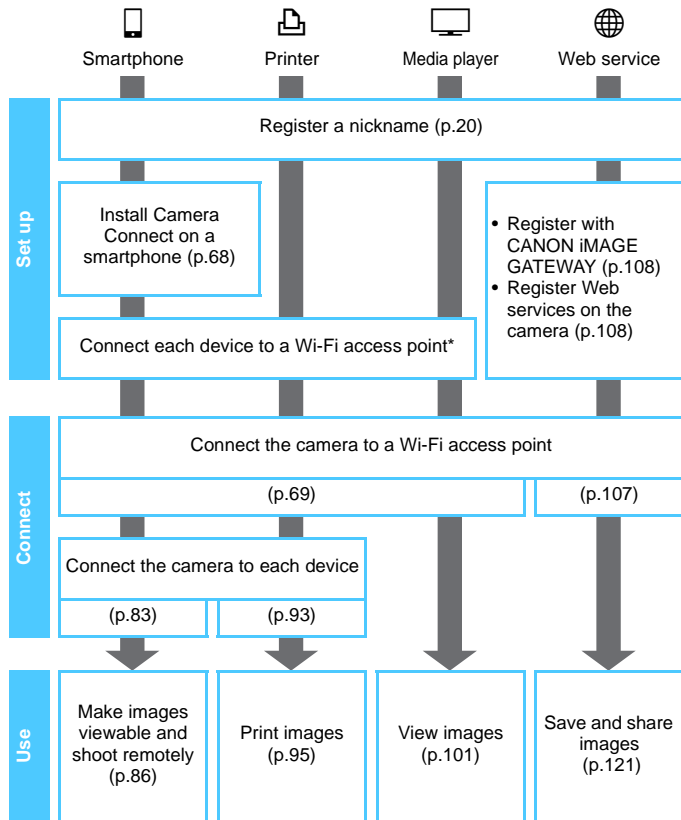 Smartphone
Printer
Media player
Web service
Set up
Register a nickname (p.20)
Install Camera
Connect on a
smartphone (p.68)
• Register with
CANON iMAGE
GATEWAY (p.108)
• Register Web
services on the
camera (p.108)
Connect each device to a Wi-Fi access point*
Connect
Connect the camera to a Wi-Fi access point
(p.69)
(p.107)
Connect the camera to each device
(p.83)
(p.93)
Use
Make images
viewable and
shoot remotely
(p.86)
Print images
(p.95)
View images
(p.101)
Save and share
images
(p.121)